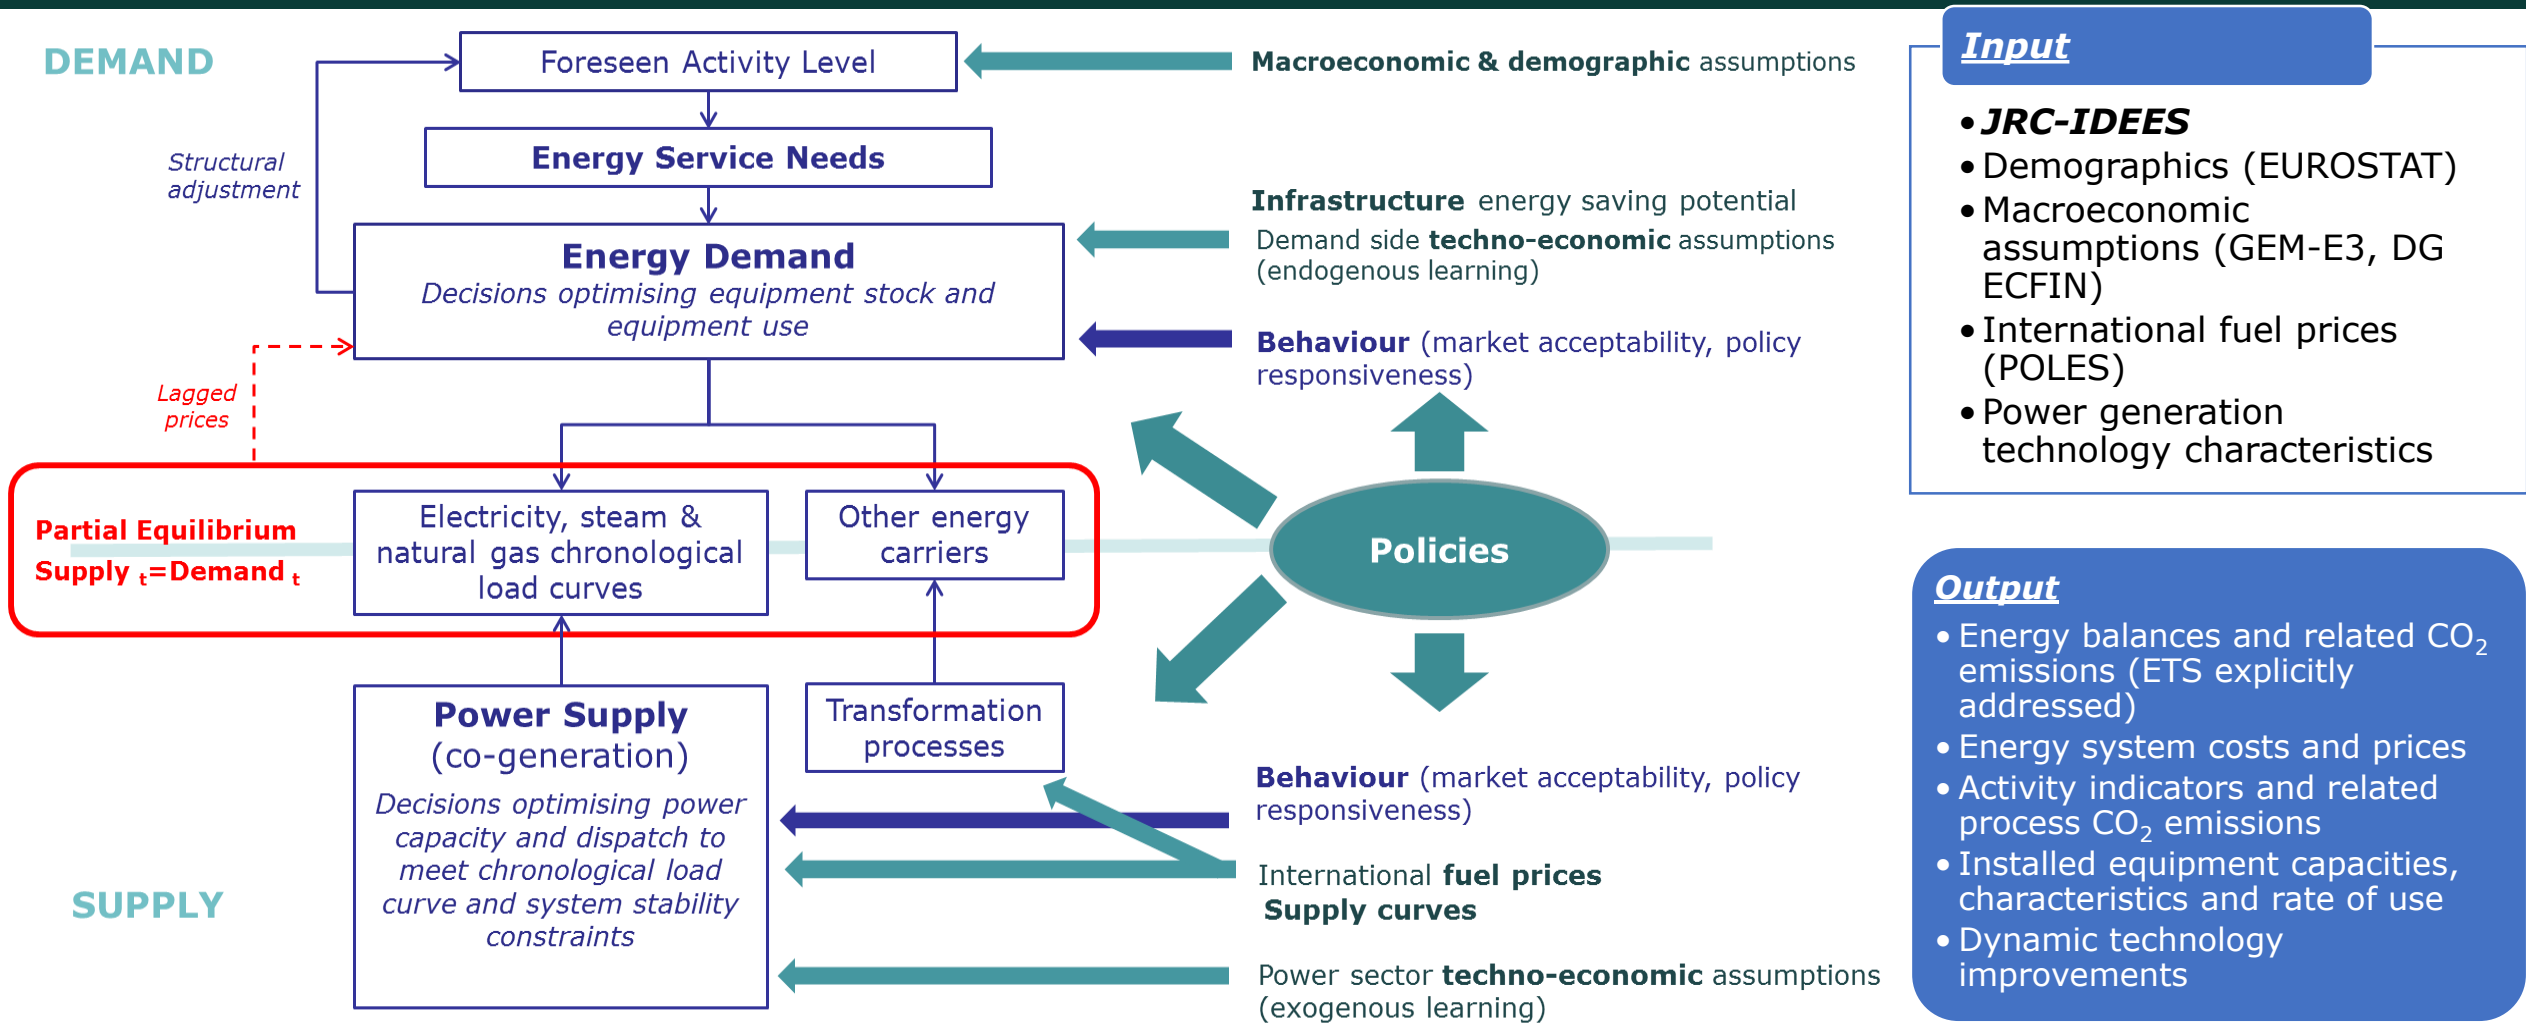 DEMAND
Foreseen Activity Level
Macroeconomic & demographic assumptions
Structural
adjustment
Energy Service Needs
Infrastructure energy saving potential
Demand side techno-economic assumptions
(endogenous learning)
Energy Demand
Decisions optimising equipment stock and
equipment use
Behaviour (market acceptability, policy
responsiveness)
Lagged
prices
Partial Equilibrium
Supply t=Demand t
Electricity, steam &
natural gas chronological
load curves
Other energy
carriers
Policies
Power Supply
(co-generation)
Decisions optimising power
capacity and dispatch to
meet chronological load
curve and system stability
constraints
Transformation
processes
Behaviour (market acceptability, policy
responsiveness)
International fuel prices
Supply curves
SUPPLY
Power sector techno-economic assumptions
(exogenous learning)
Input
• JRC-IDEES
• Demographics (EUROSTAT)
• Macroeconomic
assumptions (GEM-E3, DG
ECFIN)
• International fuel prices
(POLES)
• Power generation
technology characteristics
Output
• Energy balances and related CO2
emissions (ETS explicitly
addressed)
• Energy system costs and prices
• Activity indicators and related
process CO2 emissions
• Installed equipment capacities,
characteristics and rate of use
• Dynamic technology
improvements